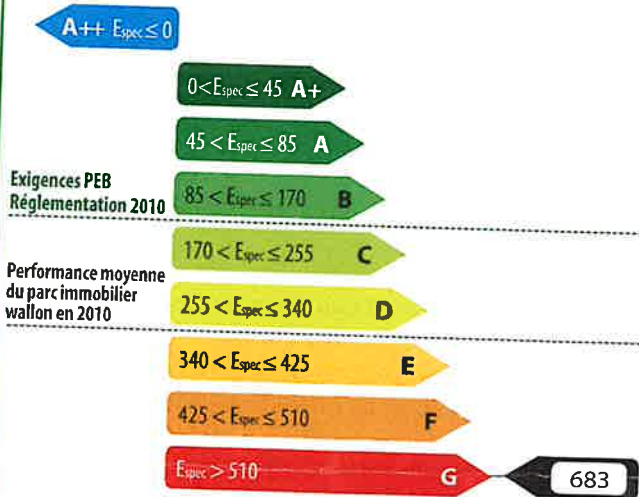 A++ Espec ≤ 0
0 < Espec ≤ 45 A+
45 < Espec ≤ 85 A
Exigences PEB
Réglementation 2010
85 < Espec ≤ 170 B
170 < Espec ≤ 255 C
Performance moyenne
du parc immobilier
wallon en 2010
255 < Espec ≤ 340 D
340 < Espec ≤ 425 E
425 < Espec ≤ 510 F
Espec > 510 G 683